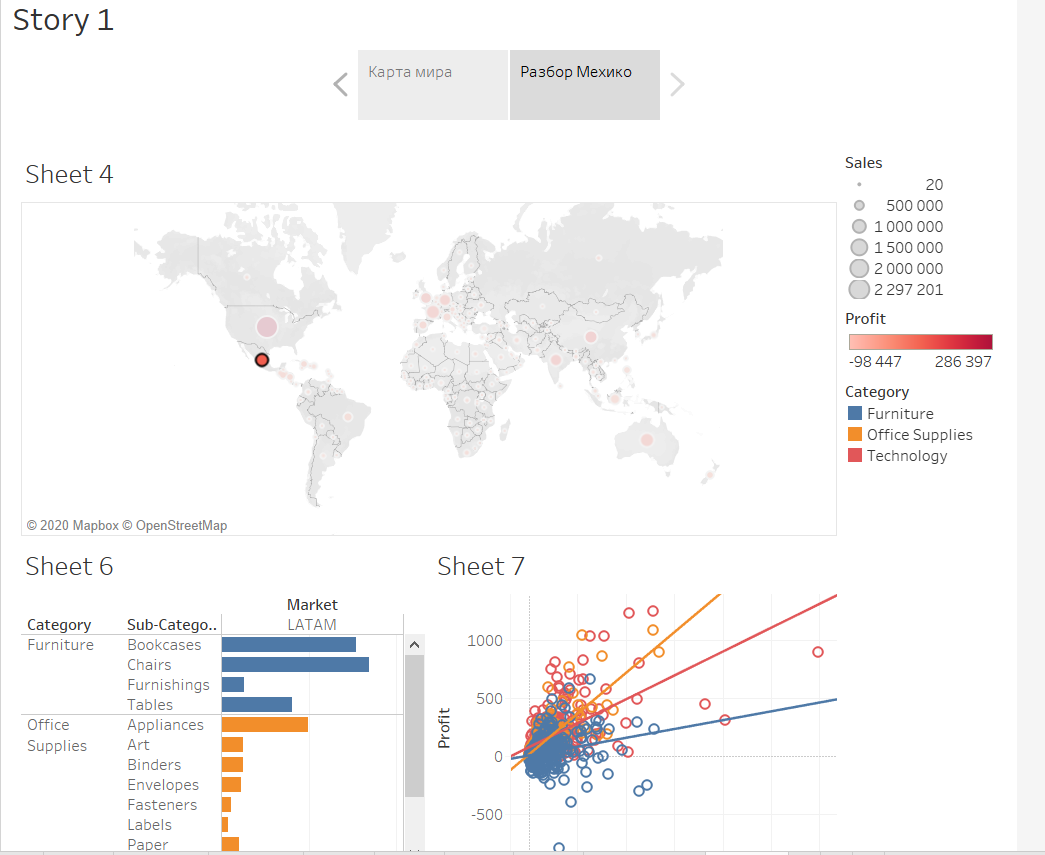 Story 1
Карта мира
Разбор Мехико
Sheet 4
© 2020 Mapbox © OpenStreetMap
Sales
20
500 000
1 000 000
1 500 000
2 000 000
2 297 201
Profit
-98 447 286 397
Category
Furniture
Office Supplies
Technology
Sheet 6
Market
Category Sub-Catego.. LATAM
Furniture Bookcases
Chairs
Furnishings
Tables
Office Appliances
Supplies Art
Binders
Envelopes
Fasteners
Labels
Paper
Sheet 7
Profit
1000
500
0
-500